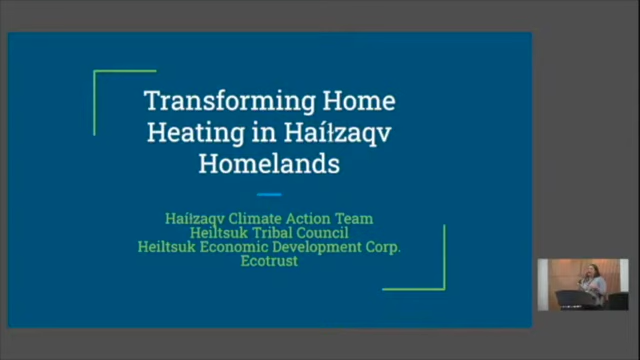 Transforming Home
Heating in Haíɫzaqv
Homelands
Haíɫzaqv Climate Action Team
Heiltsuk Tribal Council
Heiltsuk Economic Development Corp.
Ecotrust